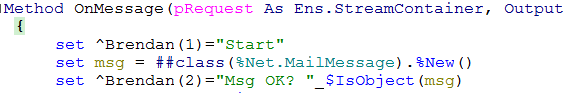 Method OnMessage(pRequest As Ens.StreamContainer, Output
{
set ^Brendan(1)="Start"
set msg = ##class(%Net.MailMessage).%New()
set ^Brendan(2)="Msg OK? "_$IsObject(msg)